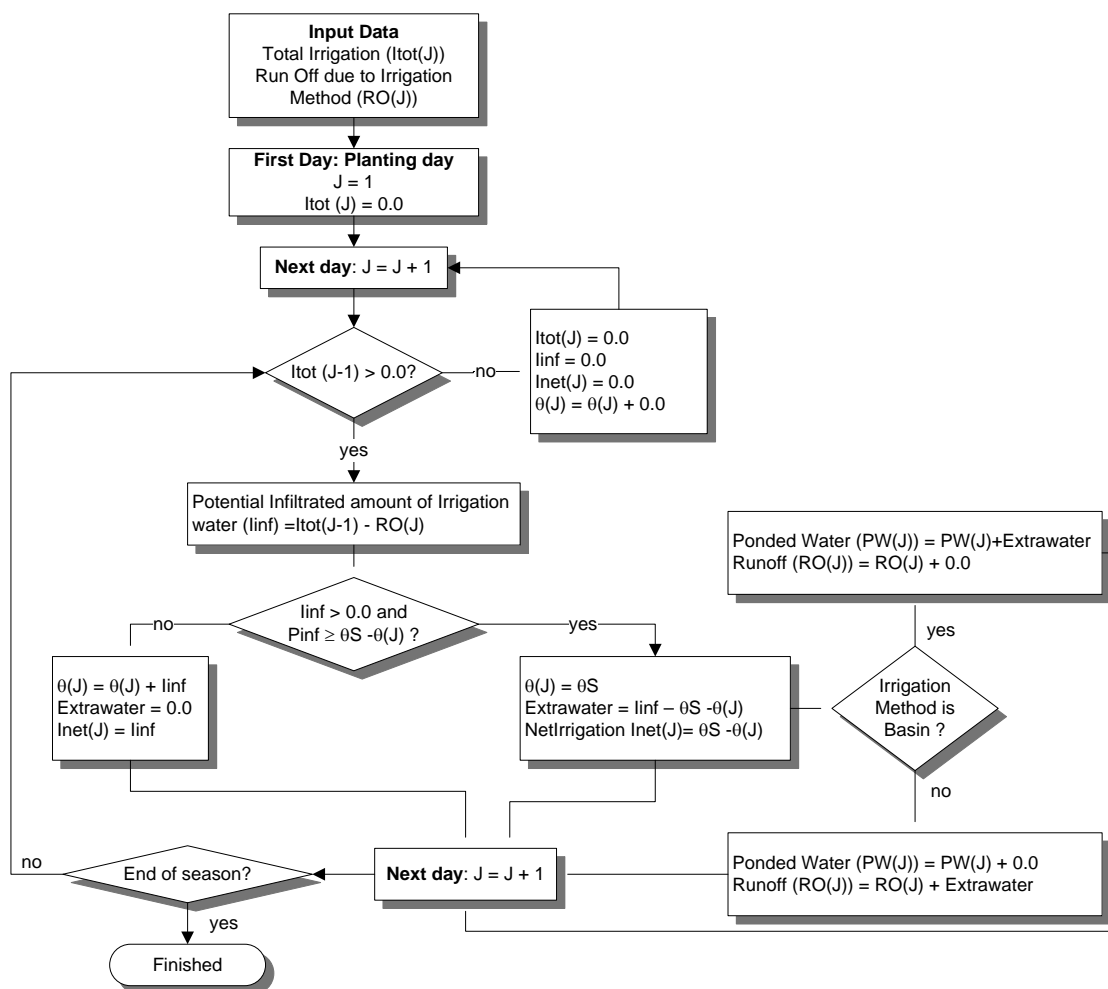 Input Data
Total Irrigation (Itot(J))
Run Off due to Irrigation
Method (RO(J))
First Day: Planting day
J = 1
Itot (J) = 0.0
Next day: J = J + 1
Itot (J-1) > 0.0?
no
Itot(J) = 0.0
Iinf = 0.0
Inet(J) = 0.0
θ(J) = θ(J) + 0.0
yes
Potential Infiltrated amount of Irrigation
water (Iinf) =Itot(J-1) - RO(J)
Iinf > 0.0 and
Pinf ≥ θS -θ(J) ?
no
yes
θ(J) = θ(J) + Iinf
Extrawater = 0.0
Inet(J) = Iinf
θ(J) = θS
Extrawater = Iinf – θS -θ(J)
NetIrrigation Inet(J)= θS -θ(J)
Ponded Water (PW(J)) = PW(J)+Extrawater
Runoff (RO(J)) = RO(J) + 0.0
yes
Irrigation
Method is
Basin ?
no
Ponded Water (PW(J)) = PW(J) + 0.0
Runoff (RO(J)) = RO(J) + Extrawater
Next day: J = J + 1
End of season?
no
yes
Finished